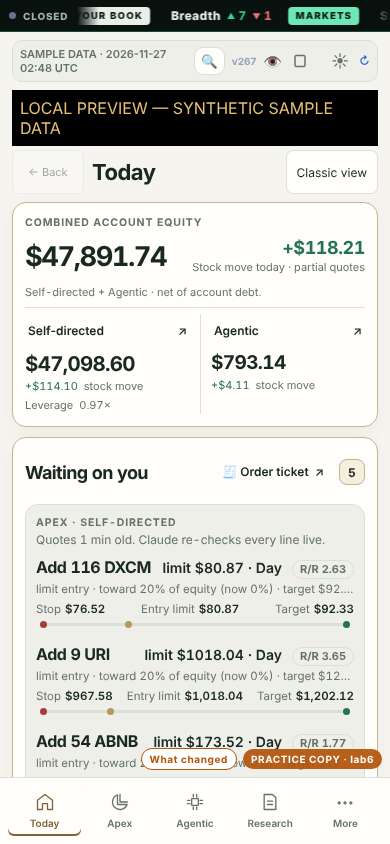 CLOSED OUR BOOK Breadth ▲ 7 ▼ 1 MARKETS
SAMPLE DATA · 2026-11-27
02:48 UTC
v267
LOCAL PREVIEW — SYNTHETIC SAMPLE
DATA
← Back Today Classic view
COMBINED ACCOUNT EQUITY
$47,891.74 +$118.21
Stock move today · partial quotes
Self-directed + Agentic · net of account debt.
Self-directed ↗ Agentic ↗
$47,098.60 $793.14
+$114.10 stock move +$4.11 stock move
Leverage 0.97×
Waiting on you 🧾 Order ticket ↗ 5
APEX · SELF-DIRECTED
Quotes 1 min old. Claude re-checks every line live.
Add 116 DXCM limit $80.87 · Day R/R 2.63
limit entry · toward 20% of equity (now 0%) · target $92.…
Stop $76.52 Entry limit $80.87 Target $92.33
Add 9 URI limit $1018.04 · Day R/R 3.65
limit entry · toward 20% of equity (now 0%) · target $12…
Stop $967.58 Entry limit $1,018.04 Target $1,202.12
Add 54 ABNB limit $173.52 · Day R/R 1.77
limit entry · toward
What changed PRACTICE COPY · lab6
Today Apex Agentic Research More